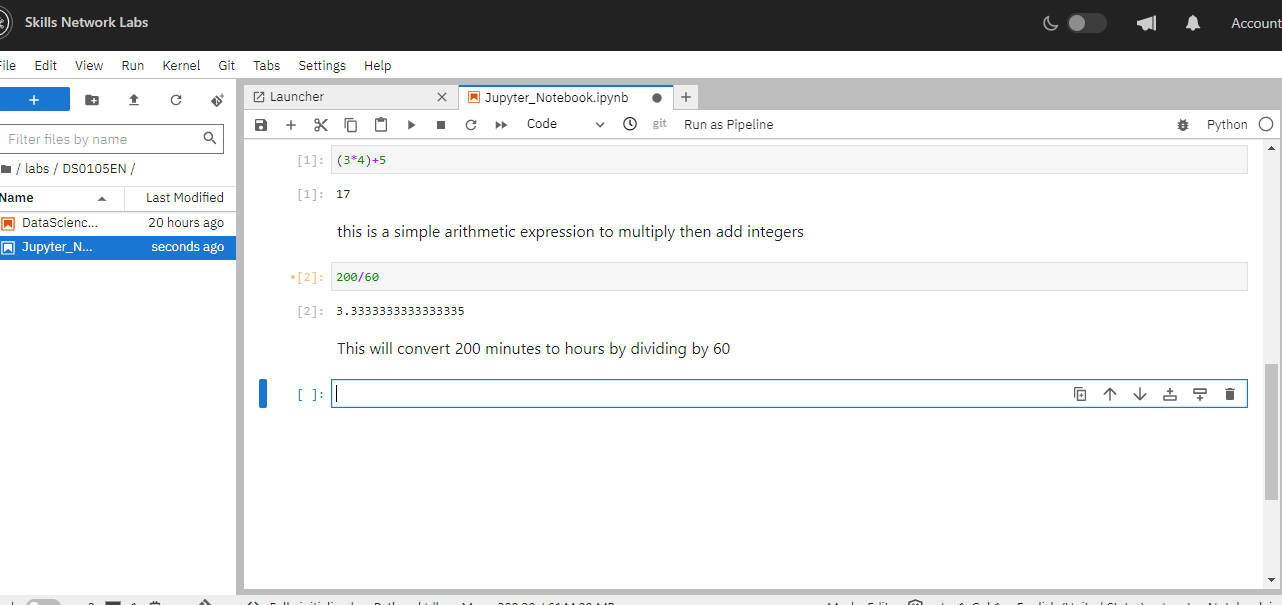 Skills Network Labs
Account
File Edit View Run Kernel Git Tabs Settings Help
+
Launcher
Jupyter_Notebook.ipynb
+
Filter files by name
Code
git
Run as Pipeline
Python
/ labs / DS0105EN /
Name
Last Modified
DataScienc...
20 hours ago
Jupyter_N...
seconds ago
[1]: (3*4)+5
[1]: 17
this is a simple arithmetic expression to multiply then add integers
•[2]: 200/60
[2]: 3.3333333333333335
This will convert 200 minutes to hours by dividing by 60
[ ]: